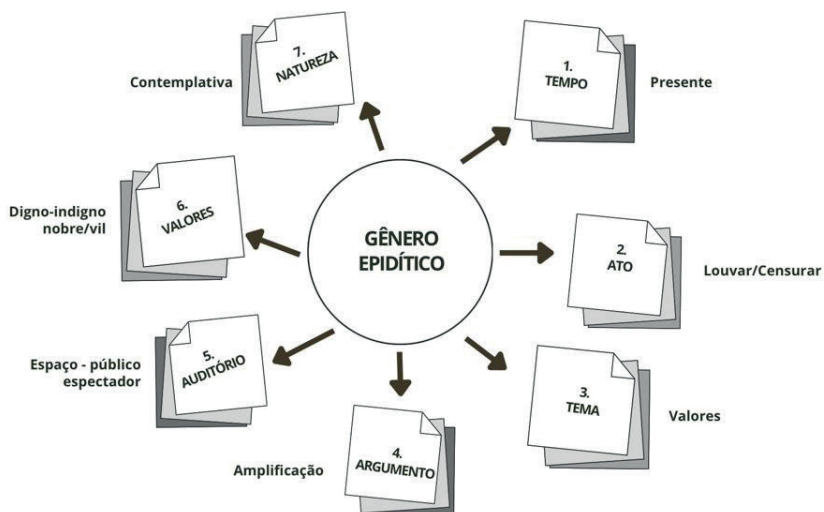 GÊNERO
EPIDÍTICO
1.
TEMPO
Presente
2.
ATO
Louvar/Censurar
3.
TEMA
Valores
4.
ARGUMENTO
Amplificação
5.
AUDITÓRIO
Espaço - público
espectador
6.
VALORES
Digno-indigno
nobre/vil
7.
NATUREZA
Contemplativa